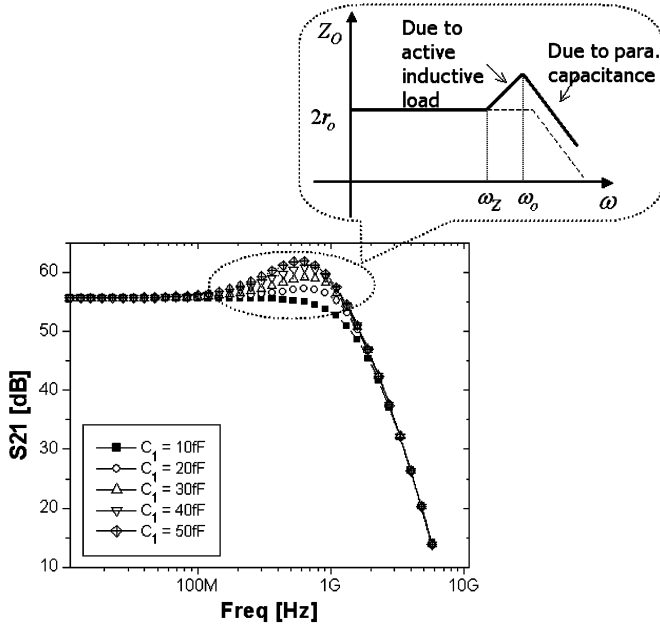 Z_O
Due to
active
inductive
load
Due to para.
capacitance
2r_o
ω_Z
ω_o
ω
60
50
40
30
20
10
S21 [dB]
C_1 = 10fF
C_1 = 20fF
C_1 = 30fF
C_1 = 40fF
C_1 = 50fF
100M
1G
10G
Freq [Hz]